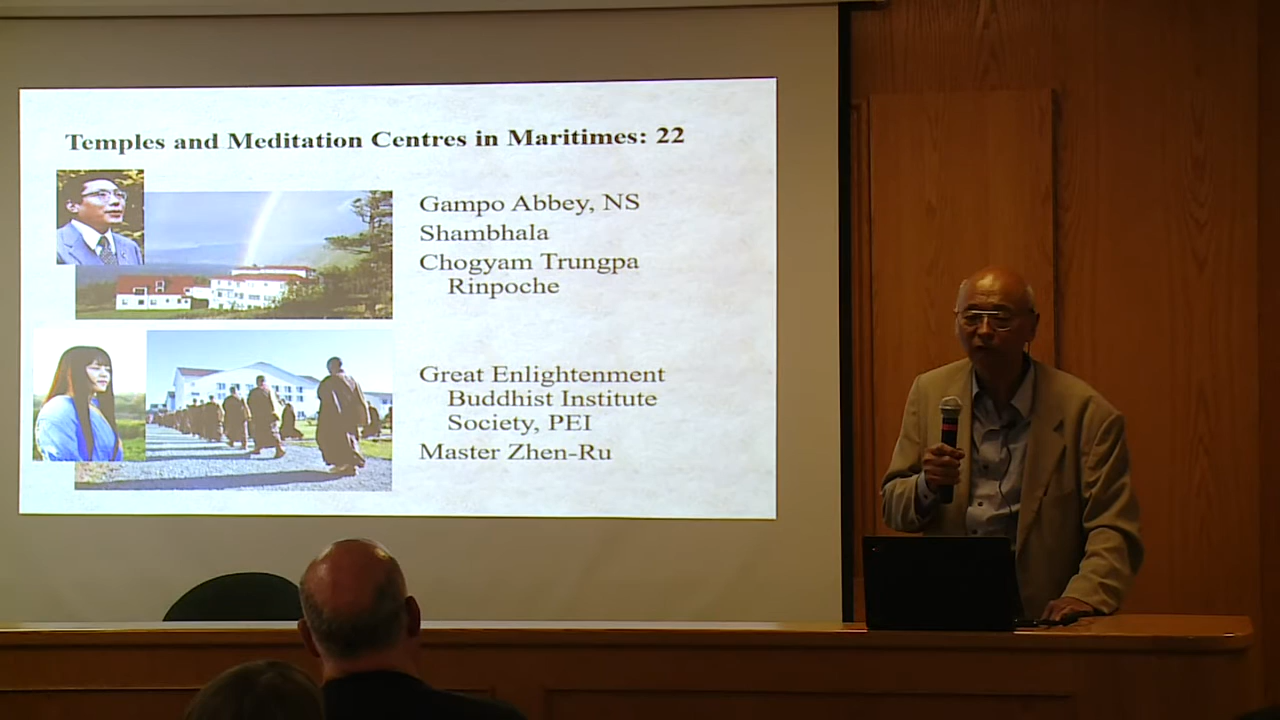 Temples and Meditation Centres in Maritimes: 22
Gampo Abbey, NS
Shambhala
Chogyam Trungpa
Rinpoche
Great Enlightenment
Buddhist Institute
Society, PEI
Master Zhen-Ru